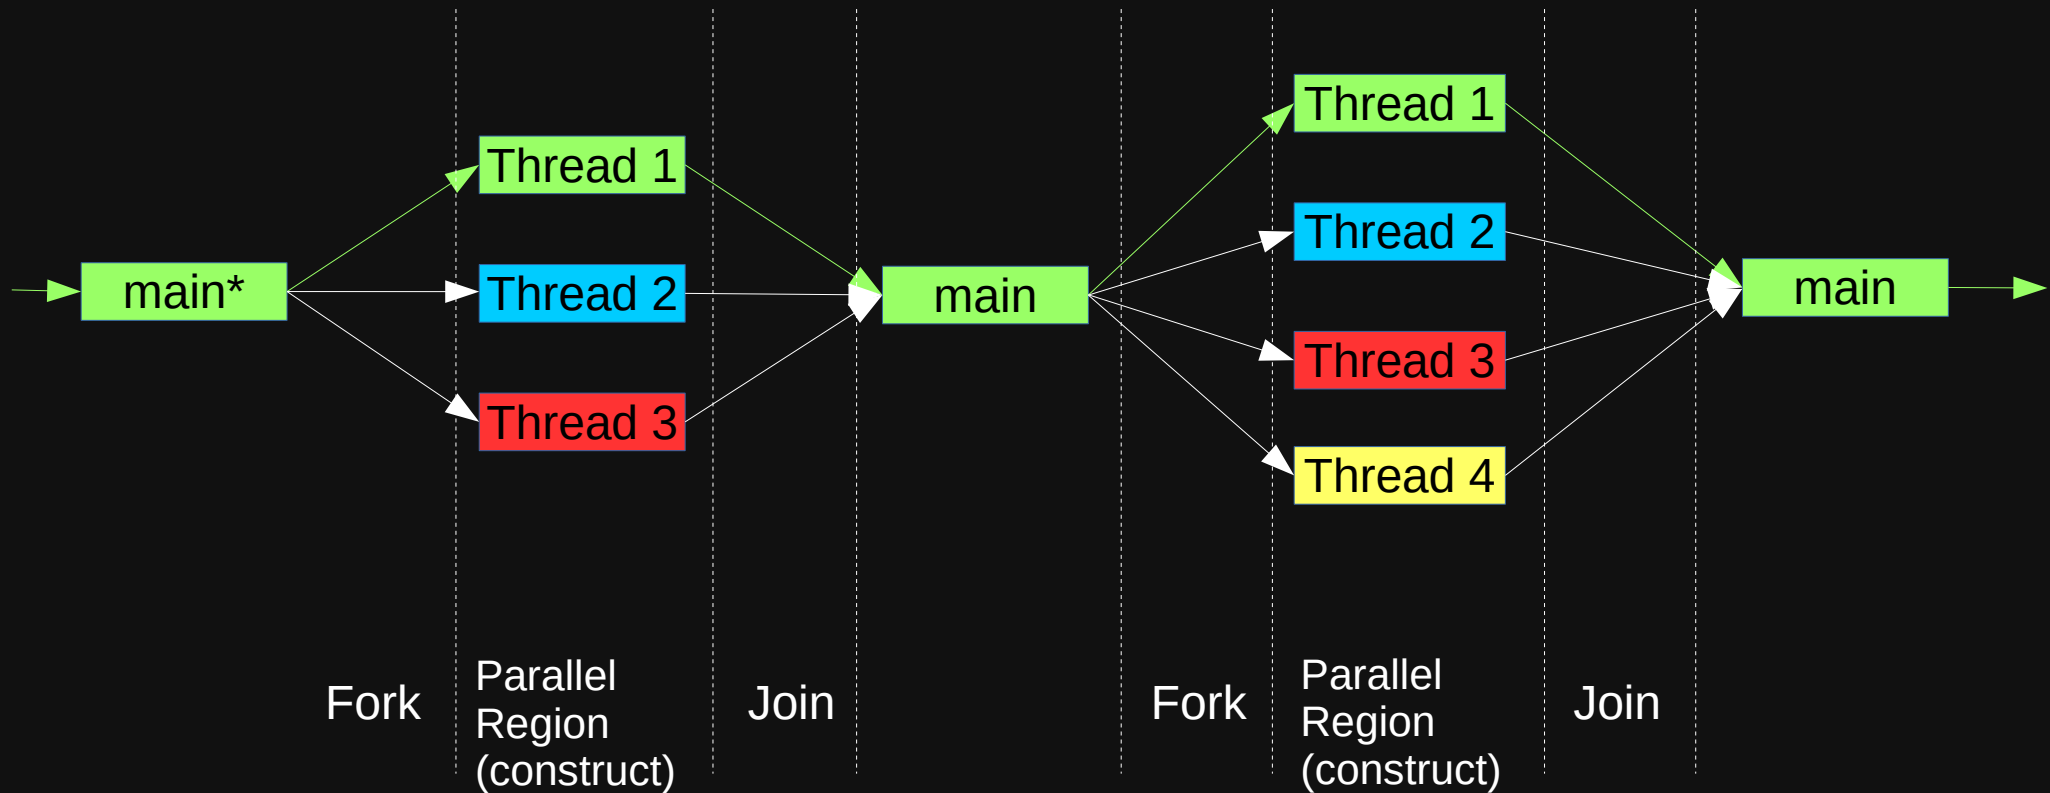 main*
Thread 1
Thread 2
Thread 3
main
Thread 1
Thread 2
Thread 3
Thread 4
main
Fork
Parallel
Region
(construct)
Join
Fork
Parallel
Region
(construct)
Join